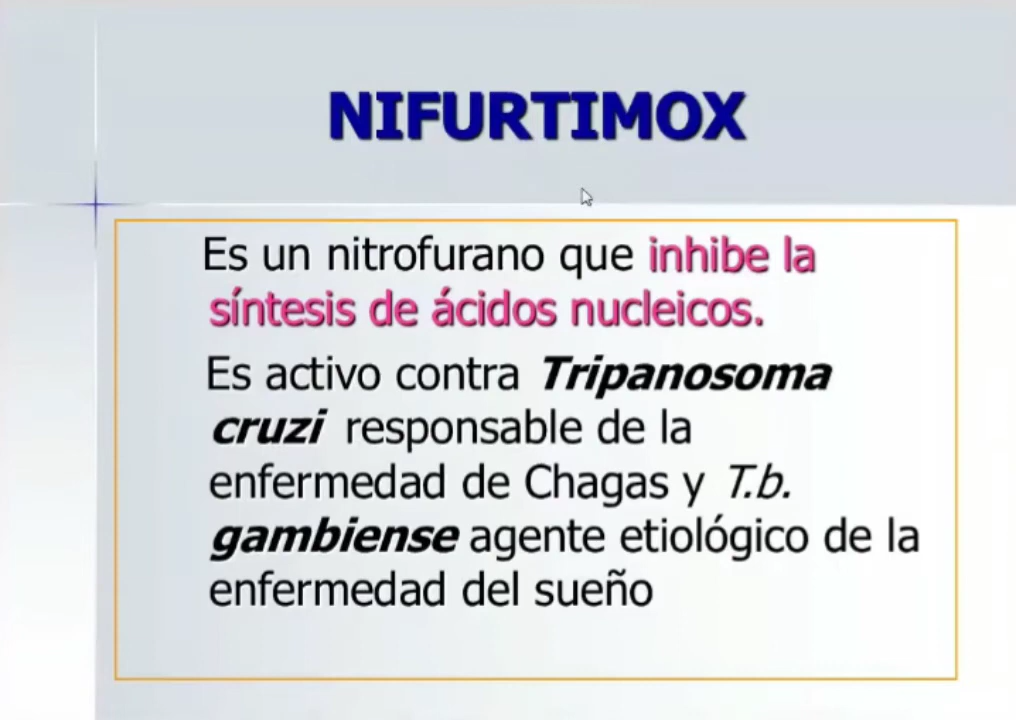 NIFURTIMOX
Es un nitrofurano que inhibe la
síntesis de ácidos nucleicos.
Es activo contra Tripanosoma
cruzi responsable de la
enfermedad de Chagas y T.b.
gambiense agente etiológico de la
enfermedad del sueño